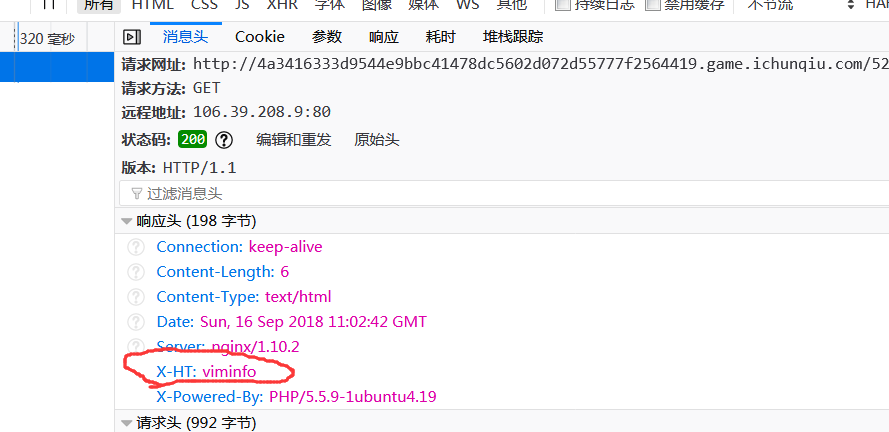 所有 HTML CSS JS XHR 字体 图像 媒体 WS 其他 持续日志 禁用缓存 不节流 HAR
320 毫秒 消息头 Cookie 参数 响应 耗时 堆栈跟踪
请求网址: http://4a3416333d9544e9bbc41478dc5602d072d55777f2564419.game.ichunqiu.com/52
请求方法: GET
远程地址: 106.39.208.9:80
状态码: 200 ? 编辑和重发 原始头
版本: HTTP/1.1
过滤消息头
响应头 (198 字节)
? Connection: keep-alive
? Content-Length: 6
? Content-Type: text/html
? Date: Sun, 16 Sep 2018 11:02:42 GMT
? Server: nginx/1.10.2
X-HT: viminfo
X-Powered-By: PHP/5.5.9-1ubuntu4.19
请求头 (992 字节)